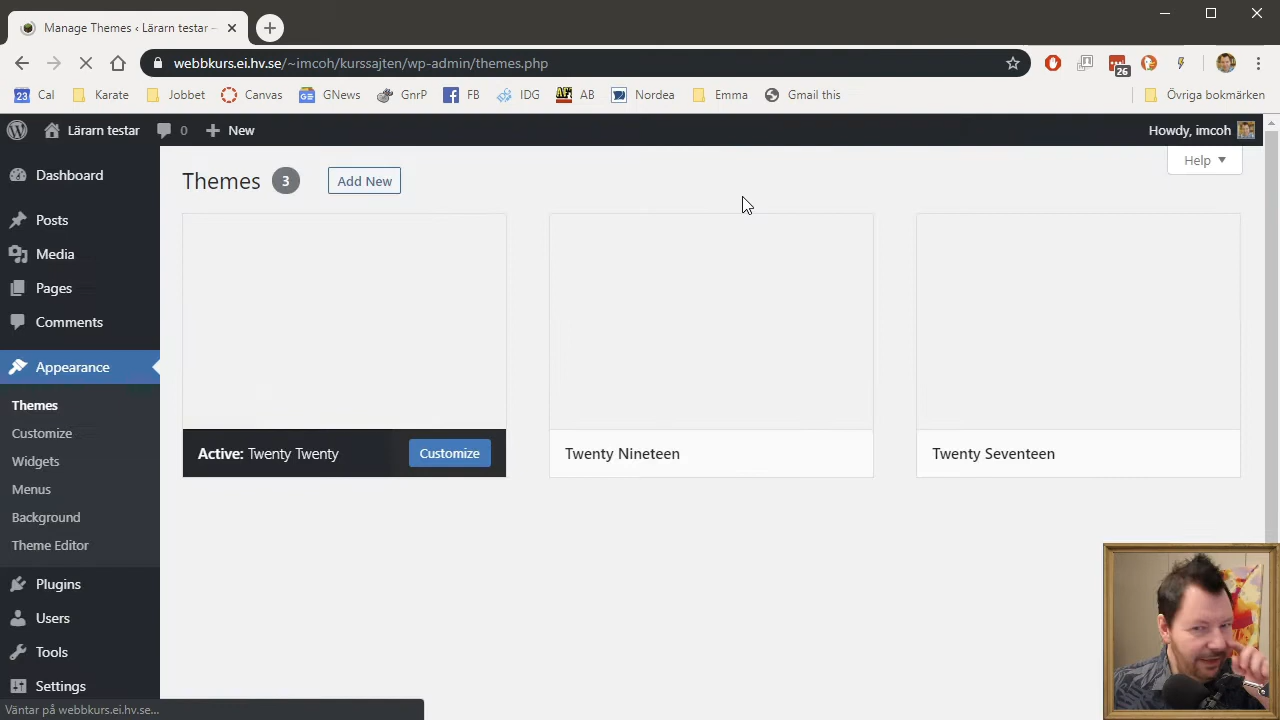 Manage Themes ‹ Lärarn testar –
webbkurs.ei.hv.se/~imcoh/kurssajten/wp-admin/themes.php
26
23 Cal Karate Jobbet Canvas GNews GnrP FB IDG AB Nordea Emma Gmail this Övriga bokmärken
Lärarn testar 0 New Howdy, imcoh
Help
Themes 3 Add New
Dashboard
Posts
Media
Pages
Comments
Appearance
Themes
Customize
Widgets
Menus
Background
Theme Editor
Plugins
Users
Tools
Settings
Active: Twenty Twenty Customize
Twenty Nineteen
Twenty Seventeen
Väntar på webbkurs.ei.hv.se...